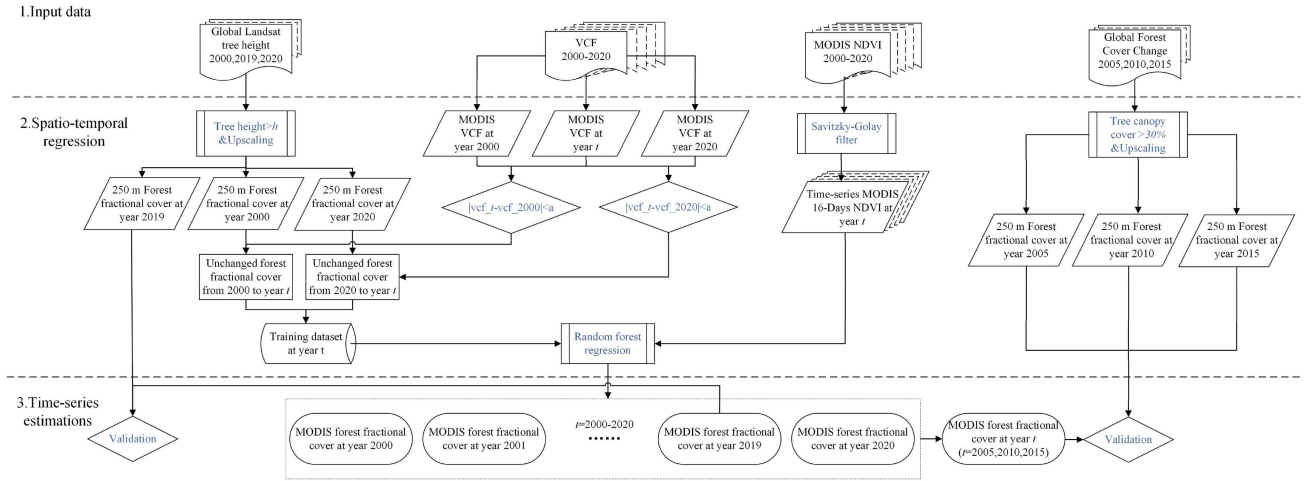 1.Input data
Global Landsat
tree height
2000,2019,2020
VCF
2000-2020
MODIS NDVI
2000-2020
Global Forest
Cover Change
2005,2010,2015
2.Spatio-temporal
regression
Tree height>h
&Upscaling
MODIS
VCF at
year 2000
MODIS
VCF at
year t
MODIS
VCF at
year 2020
Savitzky-Golay
filter
Tree canopy
cover >30%
&Upscaling
250 m Forest
fractional cover at
year 2019
250 m Forest
fractional cover at
year 2000
250 m Forest
fractional cover at
year 2020
|vcf_t-vcf_2000|<a
|vcf_t-vcf_2020|<a
Time-series MODIS
16-Days NDVI at
year t
250 m Forest
fractional cover at
year 2005
250 m Forest
fractional cover at
year 2010
250 m Forest
fractional cover at
year 2015
Unchanged forest
fractional cover
from 2000 to year t
Unchanged forest
fractional cover
from 2020 to year t
Training dataset
at year t
Random forest
regression
3.Time-series
estimations
Validation
MODIS forest fractional
cover at year 2000
MODIS forest fractional
cover at year 2001
t=2000-2020
......
MODIS forest fractional
cover at year 2019
MODIS forest fractional
cover at year 2020
MODIS forest fractional
cover at year t
(t=2005,2010,2015)
Validation